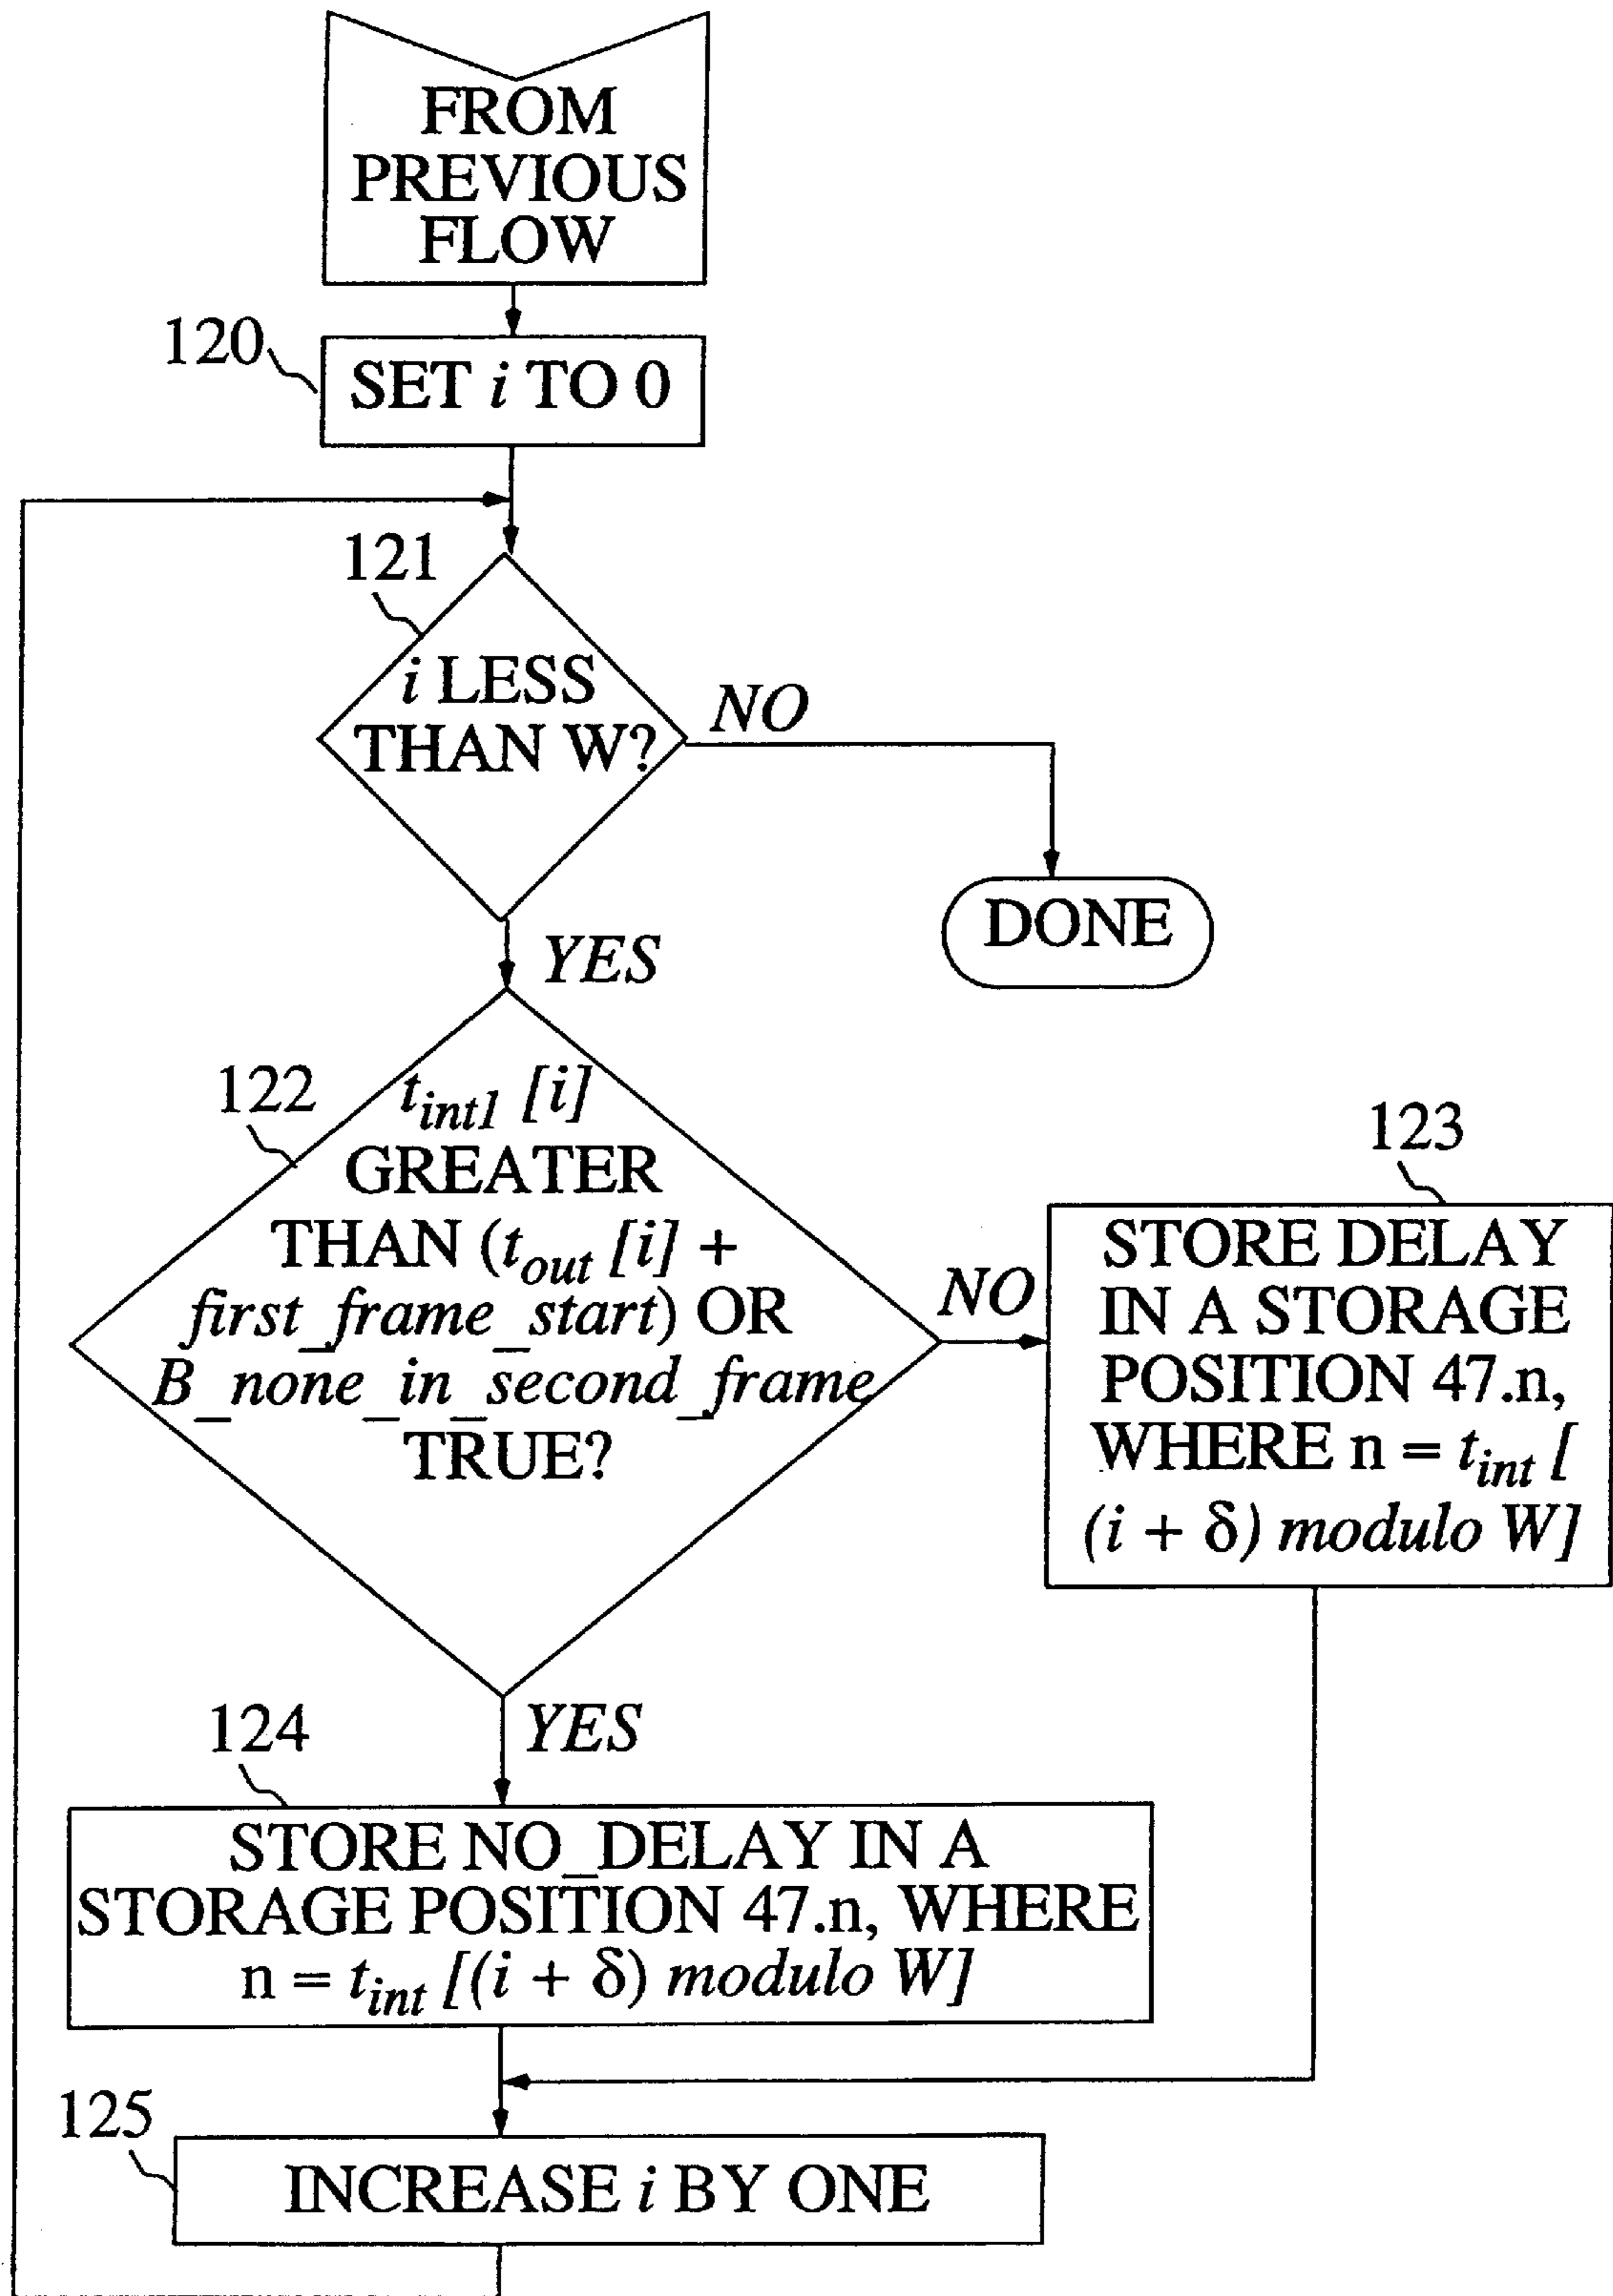 FROM
PREVIOUS
FLOW
120
SET i TO 0
121
i LESS
THAN W?
NO
DONE
YES
122
t_int1 [i]
GREATER
THAN (t_out [i] +
first_frame_start) OR
B_none_in_second_frame
TRUE?
NO
123
STORE DELAY
IN A STORAGE
POSITION 47.n,
WHERE n = t_int [
(i + δ) modulo W]
YES
124
STORE NO_DELAY IN A
STORAGE POSITION 47.n, WHERE
n = t_int [(i + δ) modulo W]
125
INCREASE i BY ONE